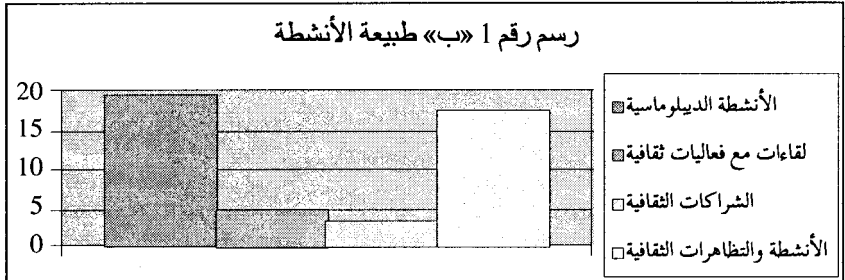 رسم رقم 1 «ب» طبيعة الأنشطة
20
15
10
5
0
الأنشطة الديبلوماسية
لقاءات مع فعاليات ثقافية
الشراكات الثقافية
الأنشطة والتظاهرات الثقافية